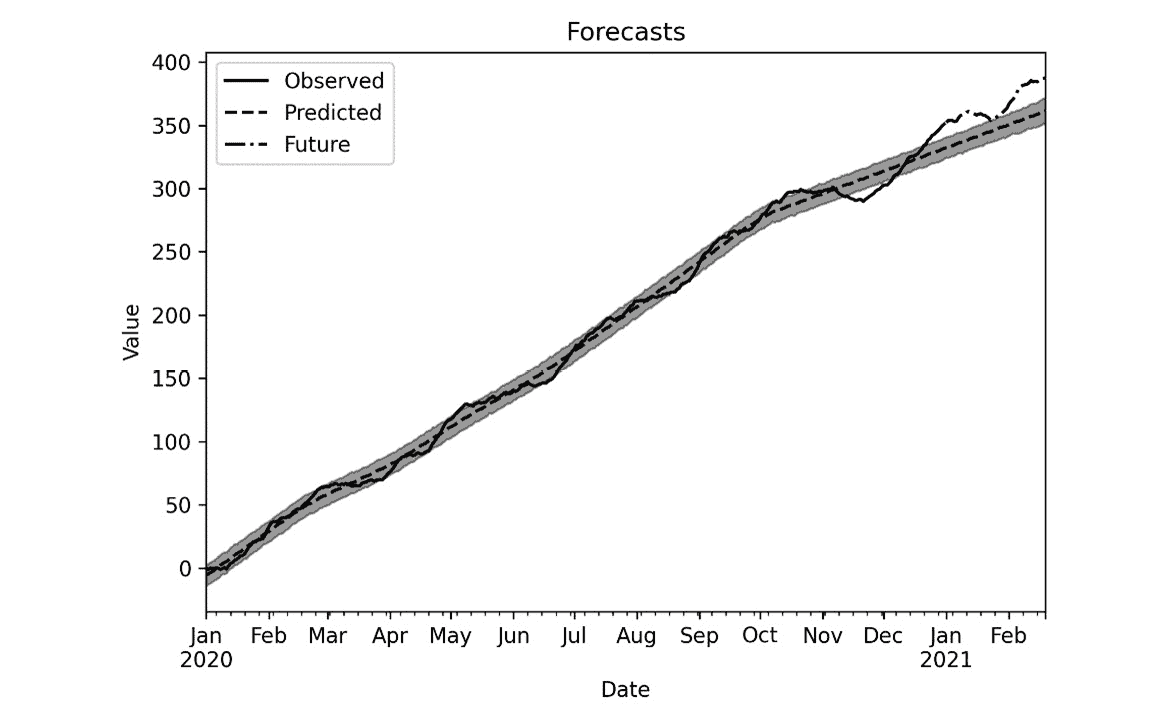 Forecasts
400
350
300
250
200
150
100
50
0
Value
Observed
Predicted
Future
Jan Feb Mar Apr May Jun Jul Aug Sep Oct Nov Dec Jan Feb
2020 2021
Date